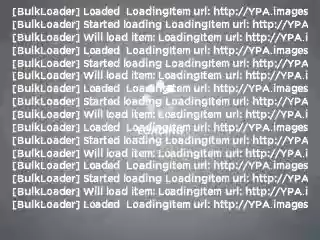 [BulkLoader] Loaded  LoadingItem url: http://YPA.images
[BulkLoader] Started loading LoadingItem url: http://YPA
[BulkLoader] Will load item: LoadingItem url: http://YPA.i
[BulkLoader] Loaded  LoadingItem url: http://YPA.images
[BulkLoader] Started loading LoadingItem url: http://YPA
[BulkLoader] Will load item: LoadingItem url: http://YPA.i
[BulkLoader] Loaded  LoadingItem url: http://YPA.images
[BulkLoader] Started loading LoadingItem url: http://YPA
[BulkLoader] Will load item: LoadingItem url: http://YPA.i
[BulkLoader] Loaded  LoadingItem url: http://YPA.images
[BulkLoader] Started loading LoadingItem url: http://YPA
[BulkLoader] Will load item: LoadingItem url: http://YPA.i
[BulkLoader] Loaded  LoadingItem url: http://YPA.images
[BulkLoader] Started loading LoadingItem url: http://YPA
[BulkLoader] Will load item: LoadingItem url: http://YPA.i
[BulkLoader] Loaded  LoadingItem url: http://YPA.images